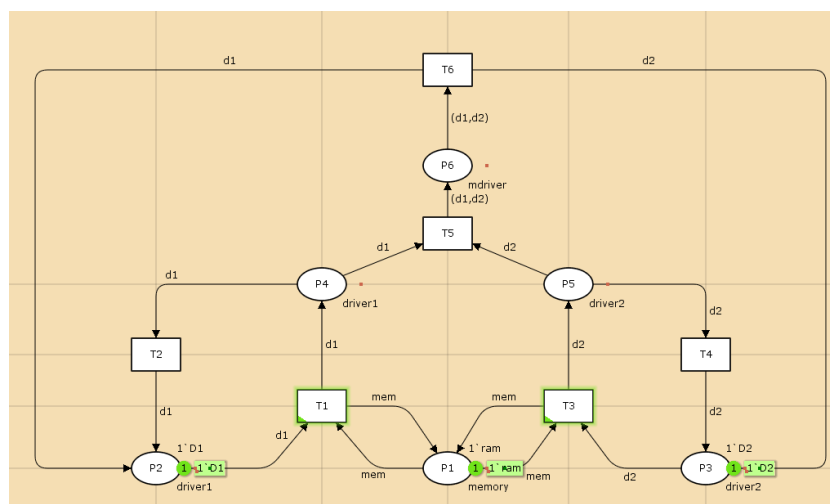 d1
T6
d2
(d1,d2)
P6
mdriver
(d1,d2)
T5
d1
d2
d1
P4
driver1
P5
driver2
d2
T2
d1
d2
T4
d1
T1
mem
mem
T3
d2
1`D1
d1
1`ram
1`D2
P2
1
1`D1
driver1
mem
P1
1
1`ram
memory
mem
d2
P3
1
1`D2
driver2